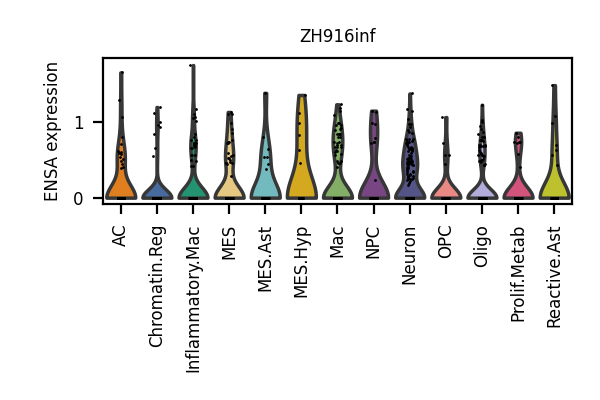 ZH916inf
ENSA expression
1
0
AC
Chromatin.Reg
Inflammatory.Mac
MES
MES.Ast
MES.Hyp
Mac
NPC
Neuron
OPC
Oligo
Prolif.Metab
Reactive.Ast